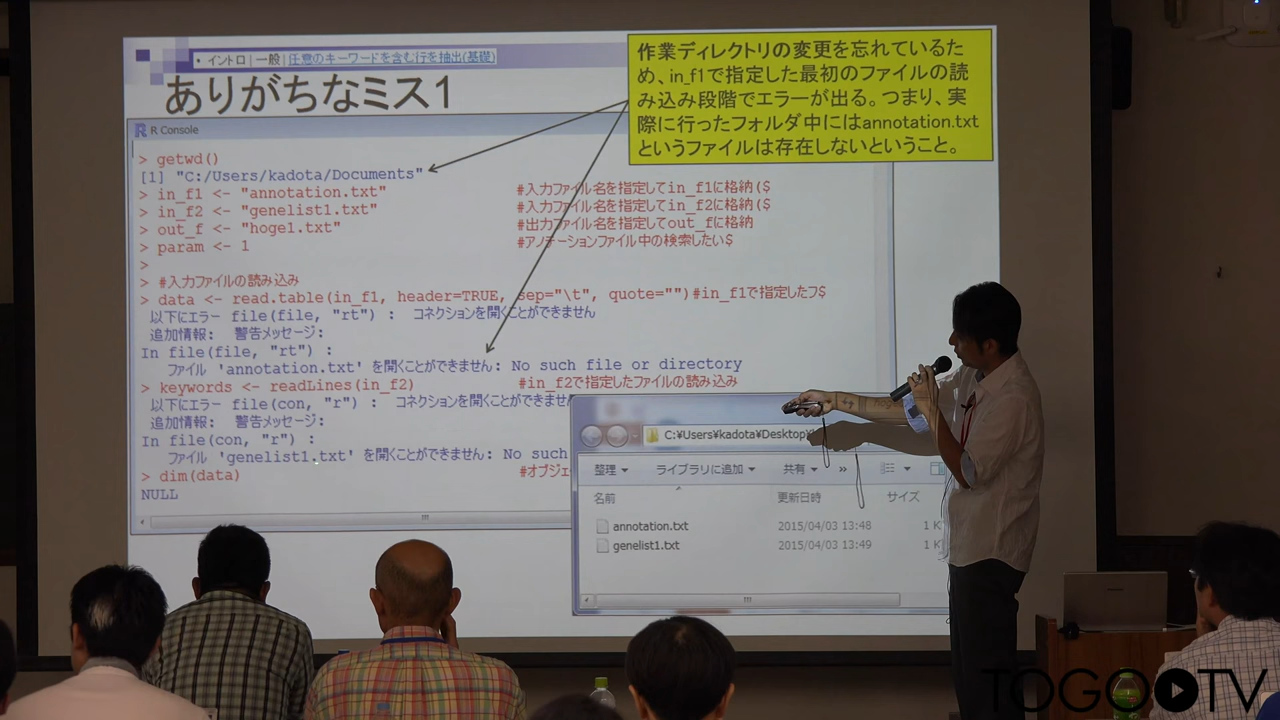 • イントロ | 一般 | 任意のキーワードを含む行を抽出(基礎)
ありがちなミス1
作業ディレクトリの変更を忘れているた
め、in_f1で指定した最初のファイルの読
み込み段階でエラーが出る。つまり、実
際に行ったフォルダ中にはannotation.txt
というファイルは存在しないということ。
R Console
> getwd()
[1] "C:/Users/kadota/Documents"
> in_f1 <- "annotation.txt" #入力ファイル名を指定してin_f1に格納($
> in_f2 <- "genelist1.txt" #入力ファイル名を指定してin_f2に格納($
> out_f <- "hoge1.txt" #出力ファイル名を指定してout_fに格納
> param <- 1 #アノテーションファイル中の検索したい$
>
> #入力ファイルの読み込み
> data <- read.table(in_f1, header=TRUE, sep="\t", quote="")#in_f1で指定したフ$
以下にエラー file(file, "rt") : コネクションを開くことができません
追加情報: 警告メッセージ:
In file(file, "rt") :
ファイル 'annotation.txt' を開くことができません: No such file or directory
> keywords <- readLines(in_f2) #in_f2で指定したファイルの読み込み
以下にエラー file(con, "r") : コネクションを開くことができませ
追加情報: 警告メッセージ:
In file(con, "r") :
ファイル 'genelist1.txt' を開くことができません: No such
> dim(data) #オブジェ
NULL
C:¥Users¥kadota¥Desktop¥
整理 ライブラリに追加 共有 »
名前 更新日時 サイズ
annotation.txt 2015/04/03 13:48 1 K
genelist1.txt 2015/04/03 13:49 1 K
TOGO TV